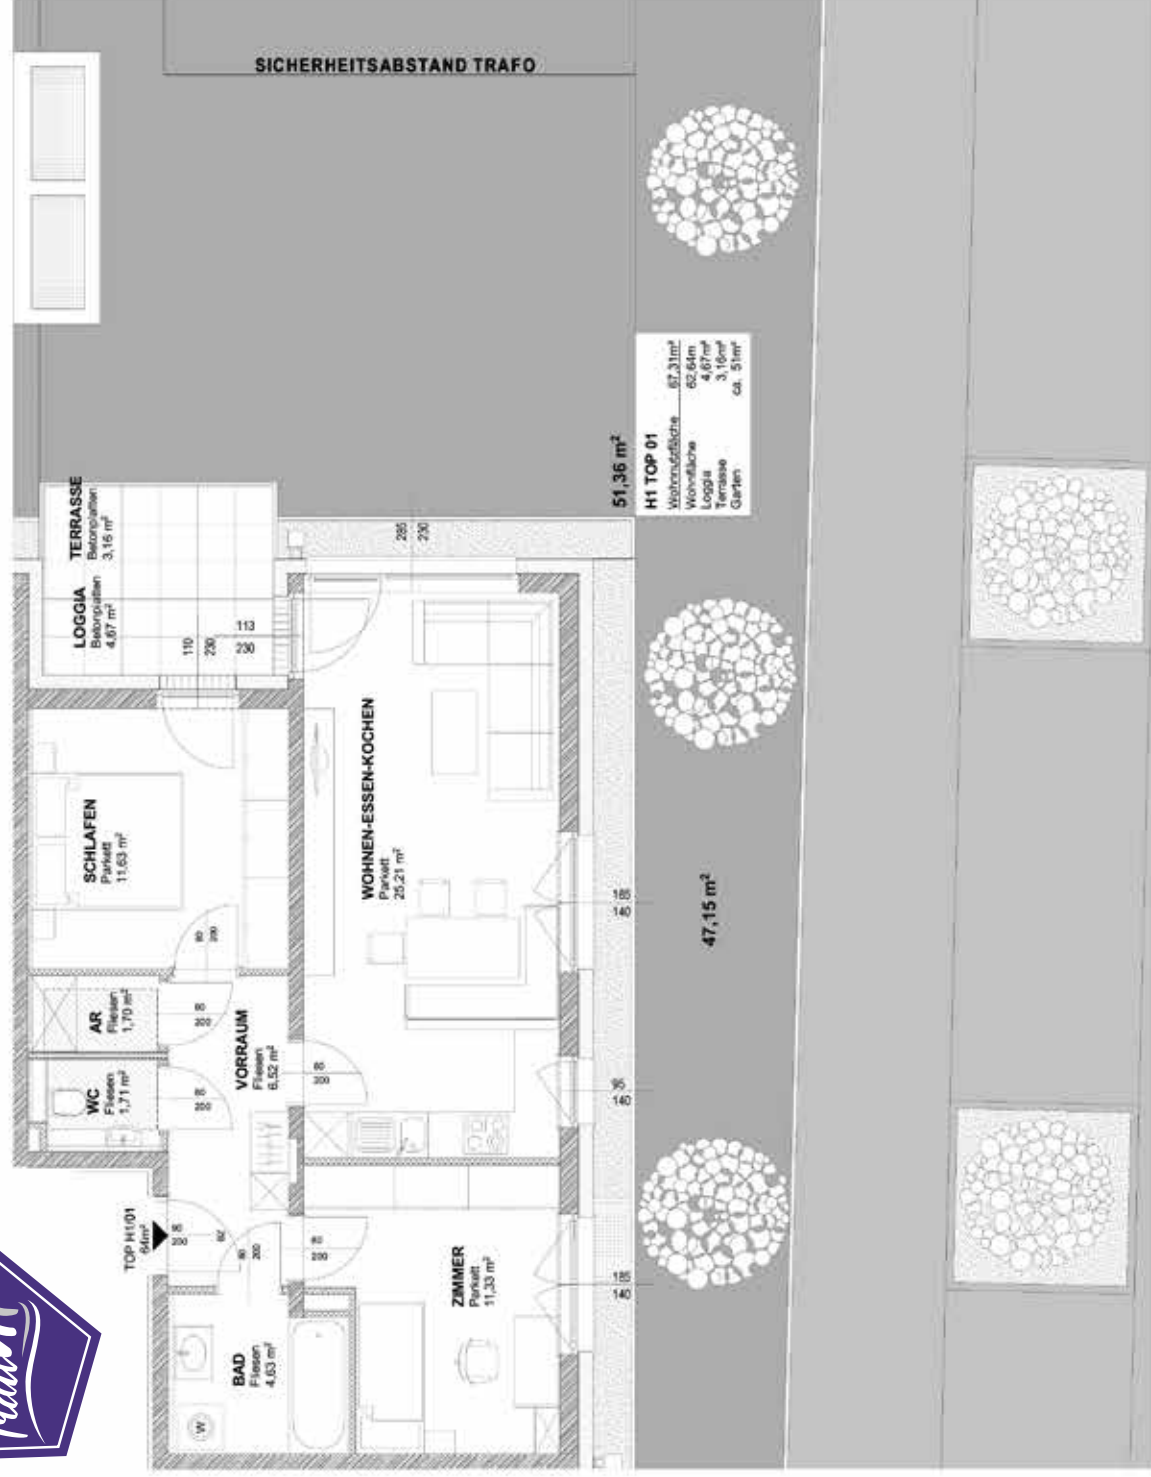 SICHERHEITSABSTAND TRAFO
TERRASSE
Betonplatten
3,16 m²
LOGGIA
Betonplatten
4,67 m²
110
230
113
230
285
230
51,36 m²
H1 TOP 01
Wohnnutzfläche 67,31m²
Wohnfläche 62,64m
Loggia 4,67m²
Terrasse 3,16m²
Garten ca. 51m²
SCHLAFEN
Parkett
11,63 m²
WOHNEN-ESSEN-KOCHEN
Parkett
25,21 m²
80
200
AR
Fliesen
1,70 m²
80
200
WC
Fliesen
1,71 m²
80
200
VORRAUM
Fliesen
6,52 m²
80
200
185
140
47,15 m²
95
140
TOP H1/01
64m²
90
200
80
200
80
200
ZIMMER
Parkett
11,33 m²
185
140
BAD
Fliesen
4,63 m²
W